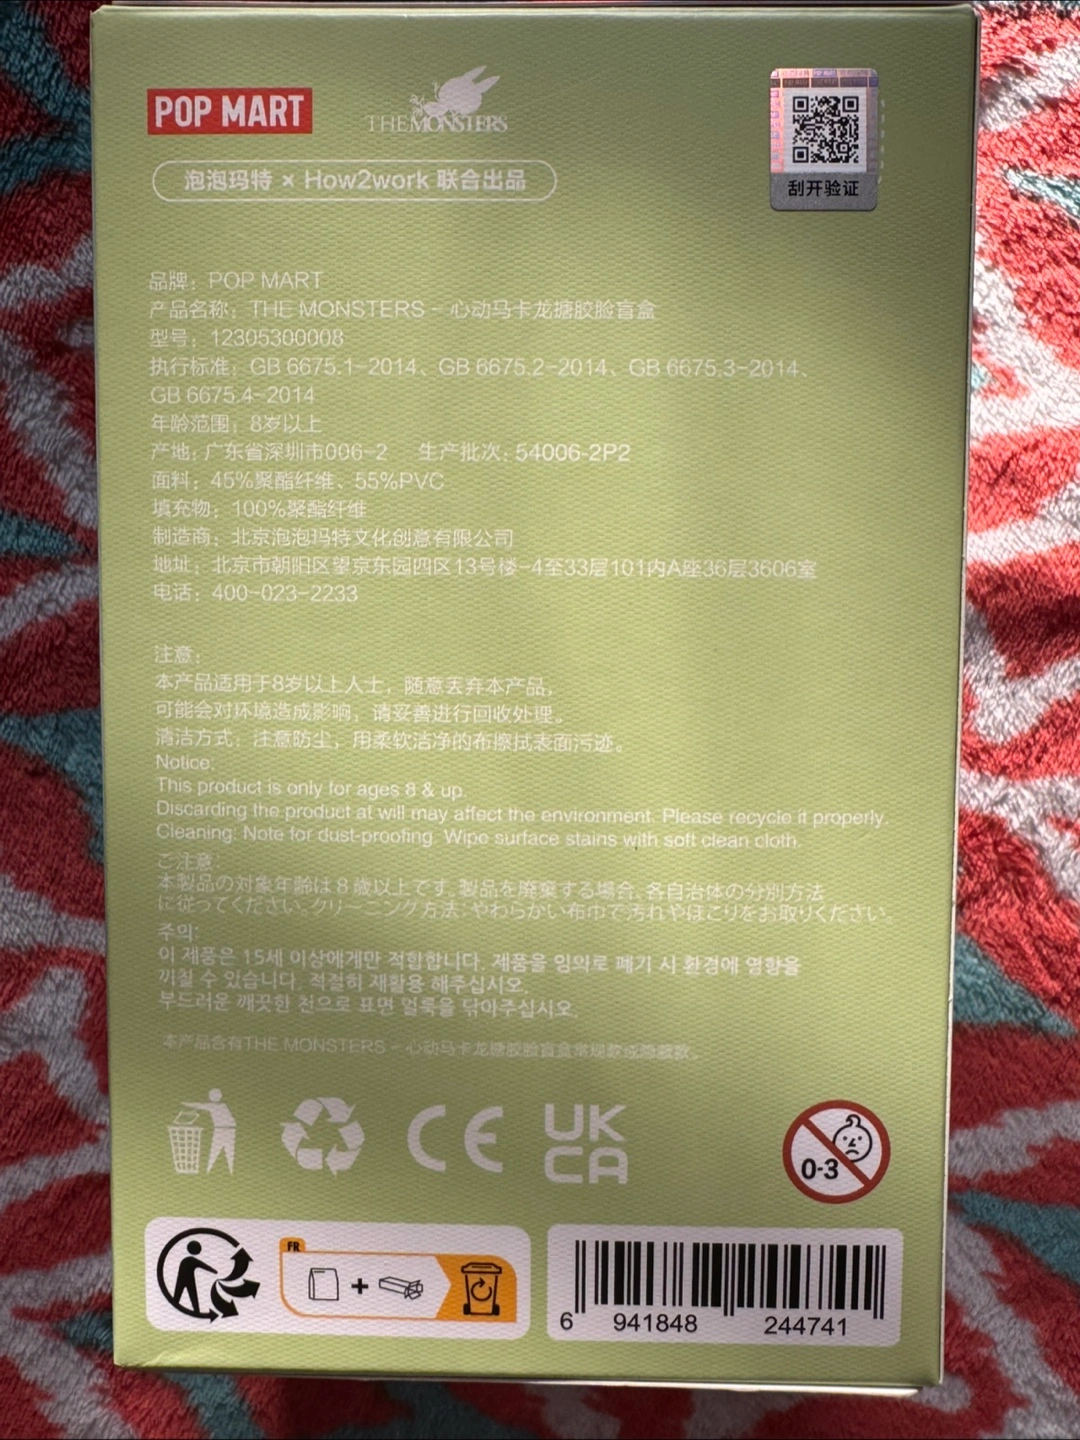 POP MART
THE MONSTERS
泡泡玛特 × How2work 联合出品
刮开验证
品牌：POP MART
产品名称：THE MONSTERS - 心动马卡龙搪胶脸盲盒
型号：12305300008
执行标准：GB 6675.1-2014、GB 6675.2-2014、GB 6675.3-2014、
GB 6675.4-2014
年龄范围：8岁以上
产地：广东省深圳市006-2 生产批次：54006-2P2
面料：45%聚酯纤维、55%PVC
填充物：100%聚酯纤维
制造商：北京泡泡玛特文化创意有限公司
地址：北京市朝阳区望京东园四区13号楼-4至33层101内A座36层3606室
电话：400-023-2233
注意：
本产品适用于8岁以上人士，随意丢弃本产品，
可能会对环境造成影响，请妥善进行回收处理。
清洁方式：注意防尘，用柔软洁净的布擦拭表面污迹。
Notice:
This product is only for ages 8 & up.
Discarding the product at will may affect the environment. Please recycle it properly.
Cleaning: Note for dust-proofing. Wipe surface stains with soft clean cloth.
ご注意：
本製品の対象年齢は8歳以上です。製品を廃棄する場合、各自治体の分別方法
に従ってください。クリーニング方法：やわらかい布巾で汚れやほこりをお取りください。
주의:
이 제품은 15세 이상에게만 적합합니다. 제품을 임의로 폐기 시 환경에 영향을
끼칠 수 있습니다. 적절히 재활용 해주십시오.
부드러운 깨끗한 천으로 표면 얼룩을 닦아주십시오.
本产品含有THE MONSTERS - 心动马卡龙搪胶脸盲盒常规款或隐藏款。
CE
UK
CA
0-3
FR
6 941848 244741